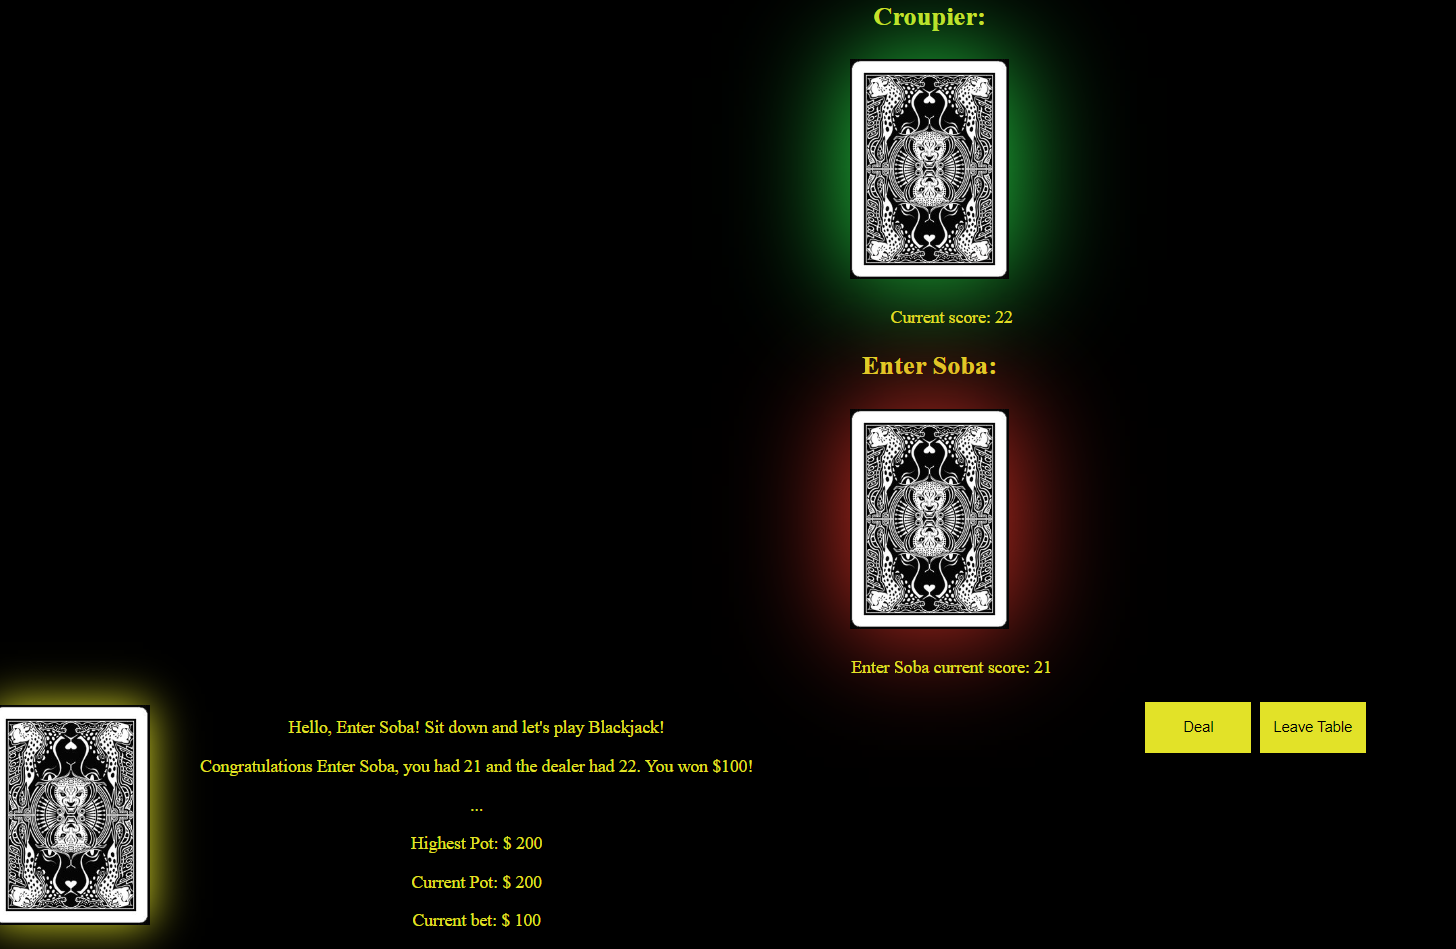 Croupier:
Current score: 22
Enter Soba:
Enter Soba current score: 21
Hello, Enter Soba! Sit down and let's play Blackjack!
Congratulations Enter Soba, you had 21 and the dealer had 22. You won $100!
...
Highest Pot: $ 200
Current Pot: $ 200
Current bet: $ 100
Deal
Leave Table